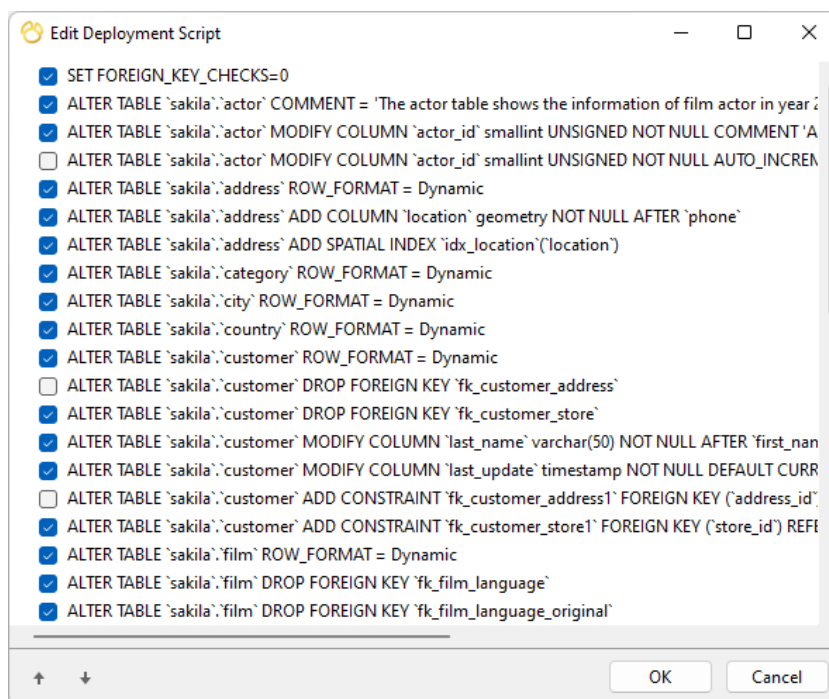 Edit Deployment Script
SET FOREIGN_KEY_CHECKS=0
ALTER TABLE `sakila`.`actor` COMMENT = 'The actor table shows the information of film actor in year
ALTER TABLE `sakila`.`actor` MODIFY COLUMN `actor_id` smallint UNSIGNED NOT NULL COMMENT 'A
ALTER TABLE `sakila`.`actor` MODIFY COLUMN `actor_id` smallint UNSIGNED NOT NULL AUTO_INCREM
ALTER TABLE `sakila`.`address` ROW_FORMAT = Dynamic
ALTER TABLE `sakila`.`address` ADD COLUMN `location` geometry NOT NULL AFTER `phone`
ALTER TABLE `sakila`.`address` ADD SPATIAL INDEX `idx_location`(`location`)
ALTER TABLE `sakila`.`category` ROW_FORMAT = Dynamic
ALTER TABLE `sakila`.`city` ROW_FORMAT = Dynamic
ALTER TABLE `sakila`.`country` ROW_FORMAT = Dynamic
ALTER TABLE `sakila`.`customer` ROW_FORMAT = Dynamic
ALTER TABLE `sakila`.`customer` DROP FOREIGN KEY `fk_customer_address`
ALTER TABLE `sakila`.`customer` DROP FOREIGN KEY `fk_customer_store`
ALTER TABLE `sakila`.`customer` MODIFY COLUMN `last_name` varchar(50) NOT NULL AFTER `first_nam
ALTER TABLE `sakila`.`customer` MODIFY COLUMN `last_update` timestamp NOT NULL DEFAULT CURR
ALTER TABLE `sakila`.`customer` ADD CONSTRAINT `fk_customer_address1` FOREIGN KEY (`address_id`
ALTER TABLE `sakila`.`customer` ADD CONSTRAINT `fk_customer_store1` FOREIGN KEY (`store_id`) REFE
ALTER TABLE `sakila`.`film` ROW_FORMAT = Dynamic
ALTER TABLE `sakila`.`film` DROP FOREIGN KEY `fk_film_language`
ALTER TABLE `sakila`.`film` DROP FOREIGN KEY `fk_film_language_original`
OK Cancel